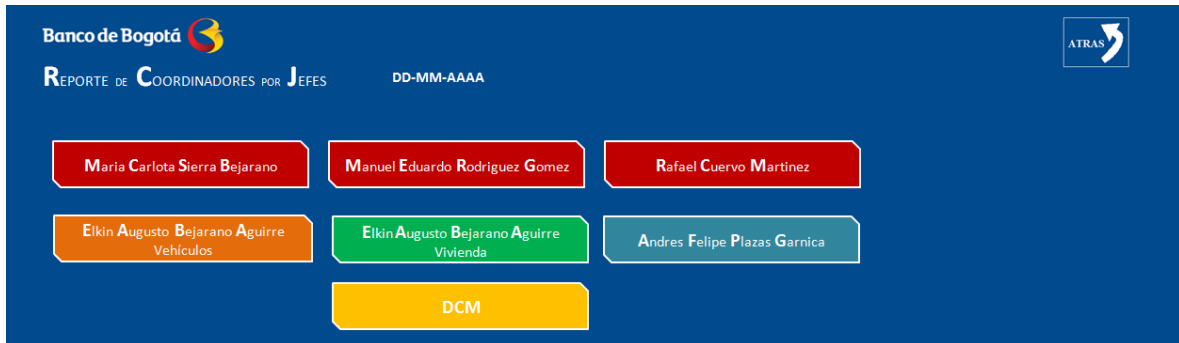 Banco de Bogotá
ATRAS
REPORTE DE COORDINADORES POR JEFES DD-MM-AAAA
Maria Carlota Sierra Bejarano
Manuel Eduardo Rodriguez Gomez
Rafael Cuervo Martinez
Elkin Augusto Bejarano Aguirre
Vehículos
Elkin Augusto Bejarano Aguirre
Vivienda
Andres Felipe Plazas Garnica
DCM